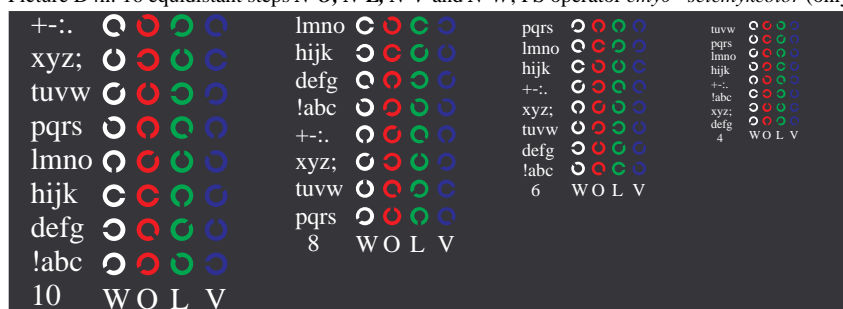 +-:.
xyz;
tuvw
pqrs
lmno
hijk
defg
!abc
10 W O L V
lmno
hijk
defg
!abc
+-:.
xyz;
tuvw
pqrs
8 W O L V
pqrs
lmno
hijk
+-:.
xyz;
tuvw
defg
!abc
6 W O L V
tuvw
pqrs
lmno
hijk
+-:.
!abc
xyz;
defg
4 W O L V